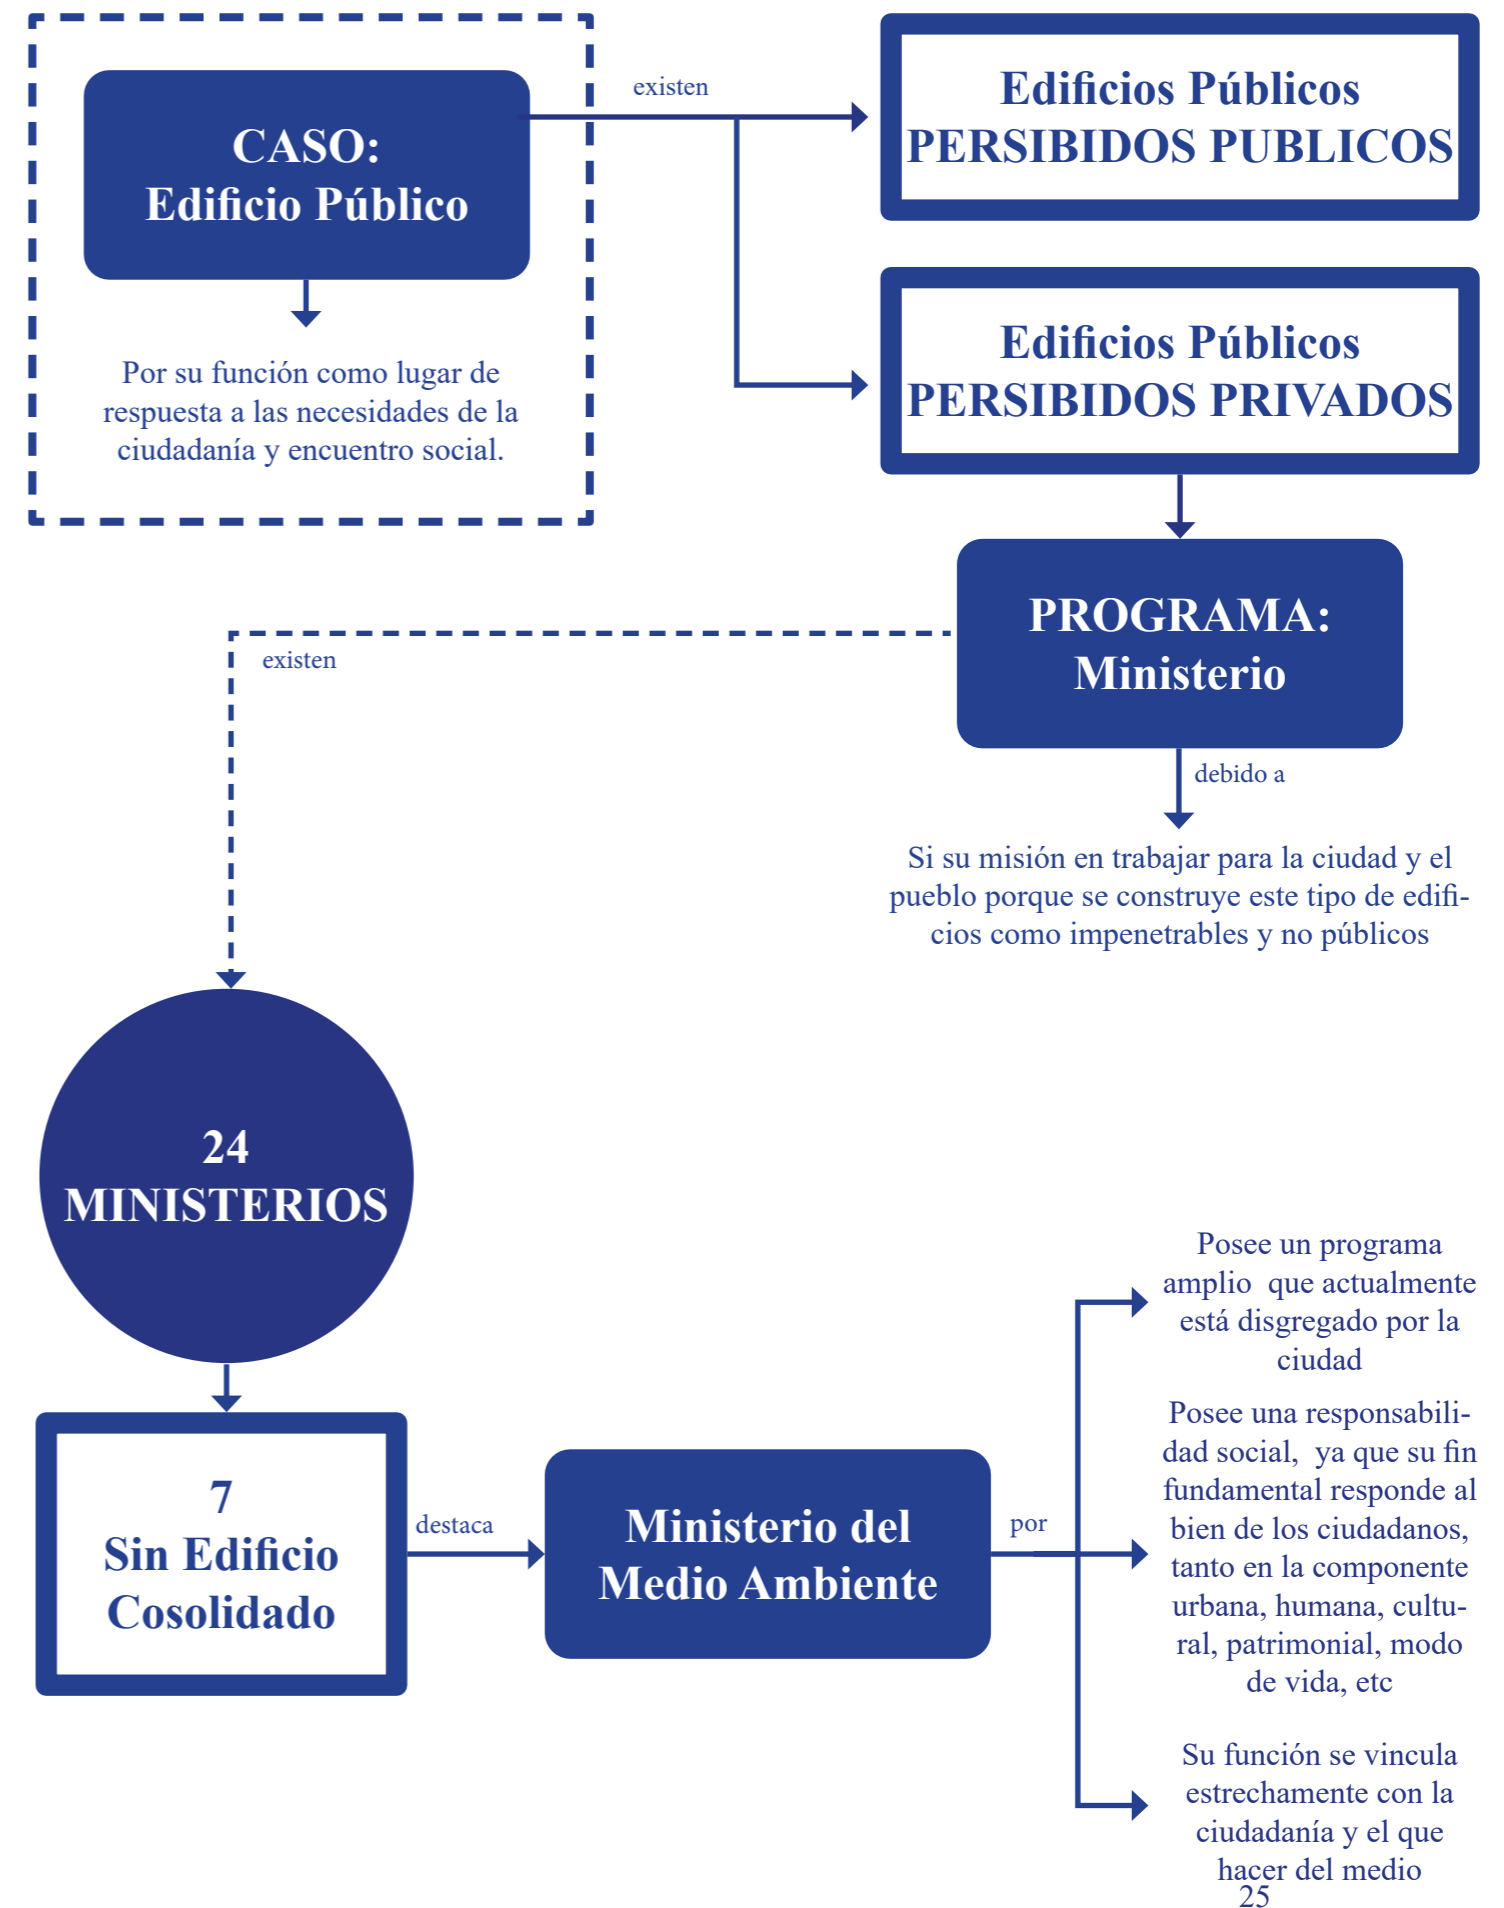 CASO:
Edificio Público
Por su función como lugar de
respuesta a las necesidades de la
ciudadanía y encuentro social.
existen
Edificios Públicos
PERSIBIDOS PUBLICOS
Edificios Públicos
PERSIBIDOS PRIVADOS
PROGRAMA:
Ministerio
debido a
Si su misión en trabajar para la ciudad y el
pueblo porque se construye este tipo de edifi-
cios como impenetrables y no públicos
existen
24
MINISTERIOS
7
Sin Edificio
Cosolidado
destaca
Ministerio del
Medio Ambiente
por
Posee un programa
amplio  que actualmente
está disgregado por la
ciudad
Posee una responsabili-
dad social,  ya que su fin
fundamental responde al
bien de los ciudadanos,
tanto en la componente
urbana, humana, cultu-
ral, patrimonial, modo
de vida, etc
Su función se vincula
estrechamente con la
ciudadanía y el que
hacer del medio
25